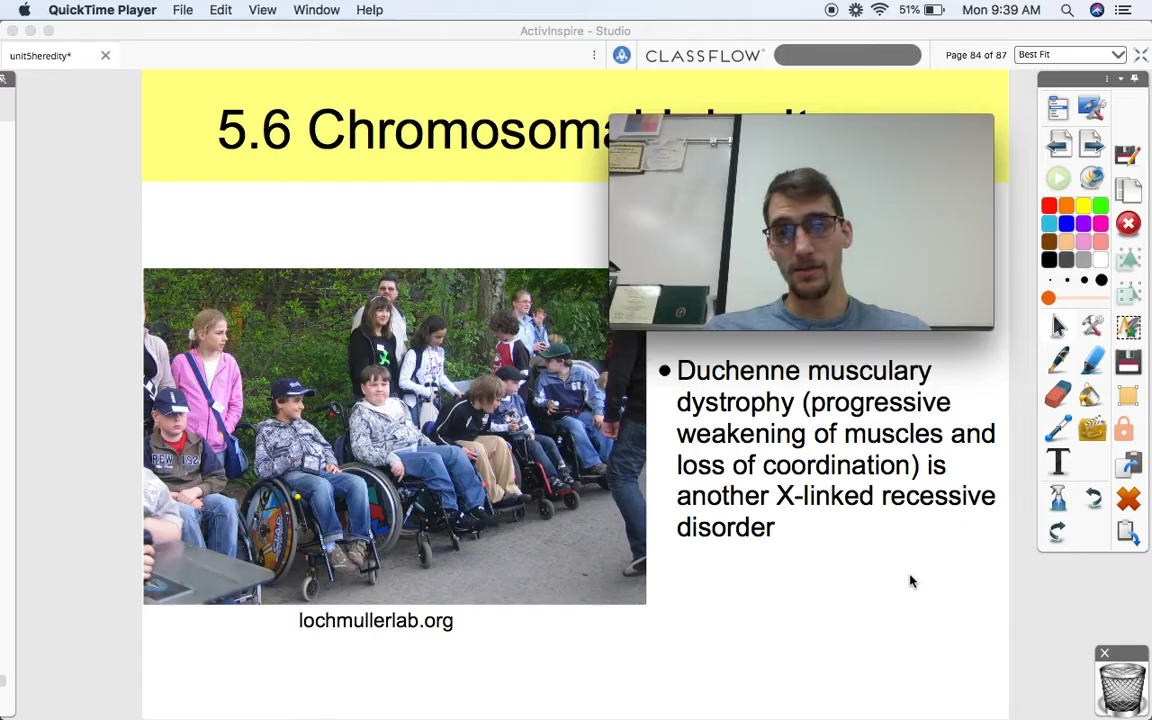 QuickTime Player File Edit View Window Help 51% Mon 9:39 AM
ActivInspire - Studio
unit5heredity* CLASSFLOW Page 84 of 87 Best Fit
5.6
Duchenne musculary
dystrophy (progressive
weakening of muscles and
loss of coordination) is
another X-linked recessive
disorder
lochmullerlab.org